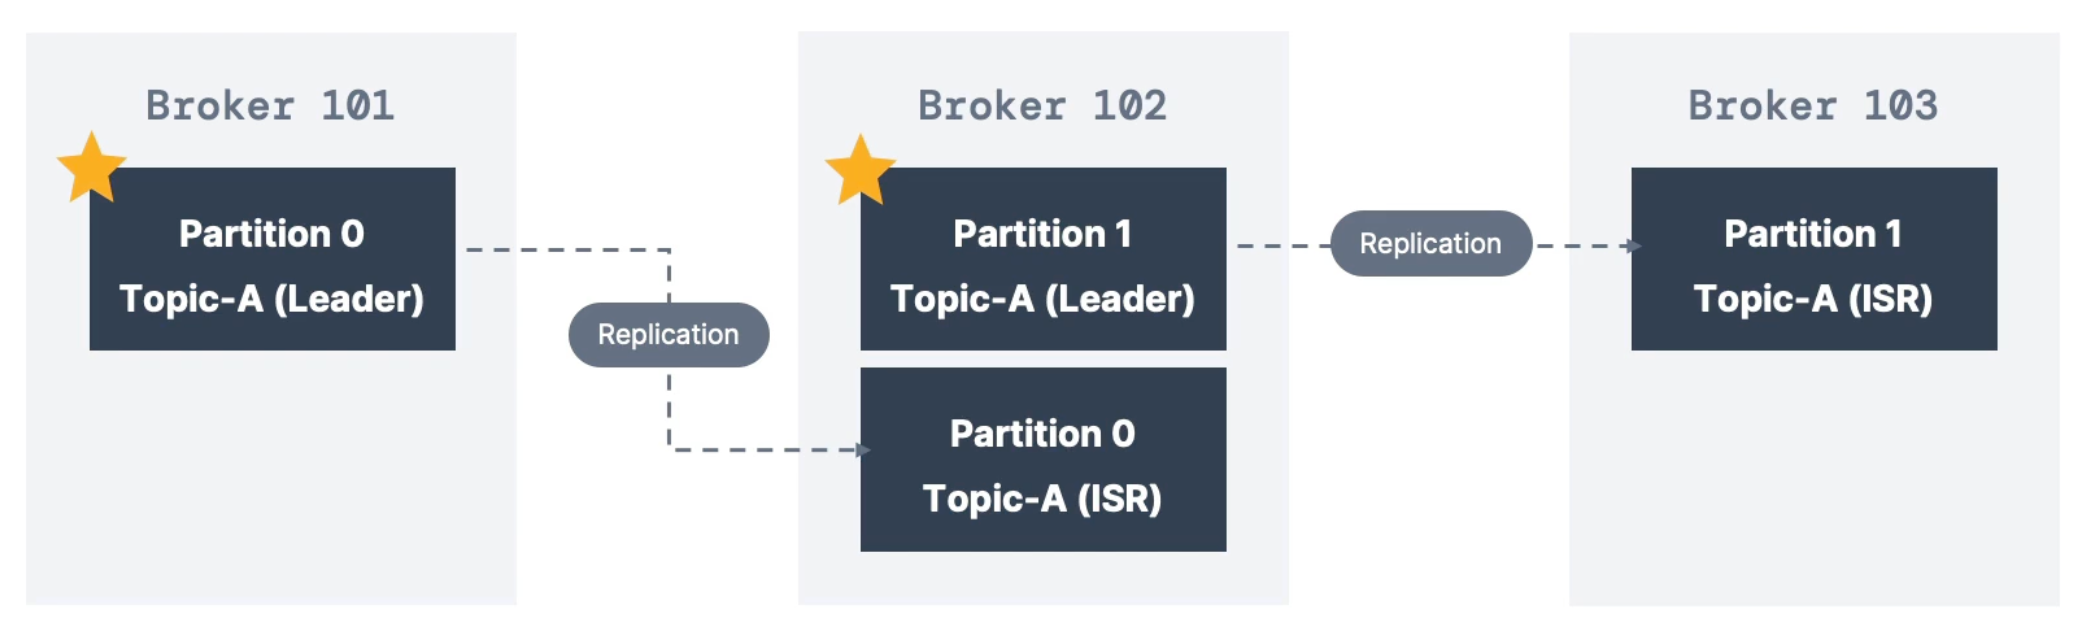 Broker 101
Partition 0
Topic-A (Leader)
Replication
Broker 102
Partition 1
Topic-A (Leader)
Partition 0
Topic-A (ISR)
Replication
Broker 103
Partition 1
Topic-A (ISR)